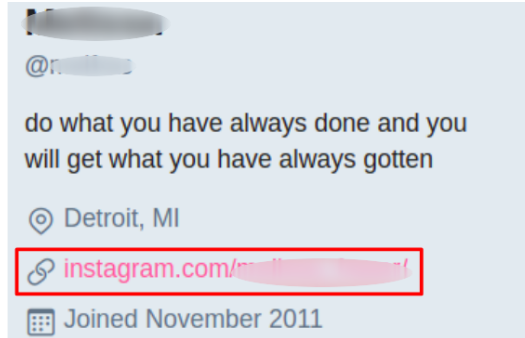 do what you have always done and you
will get what you have always gotten
Detroit, MI
instagram.com/
Joined November 2011